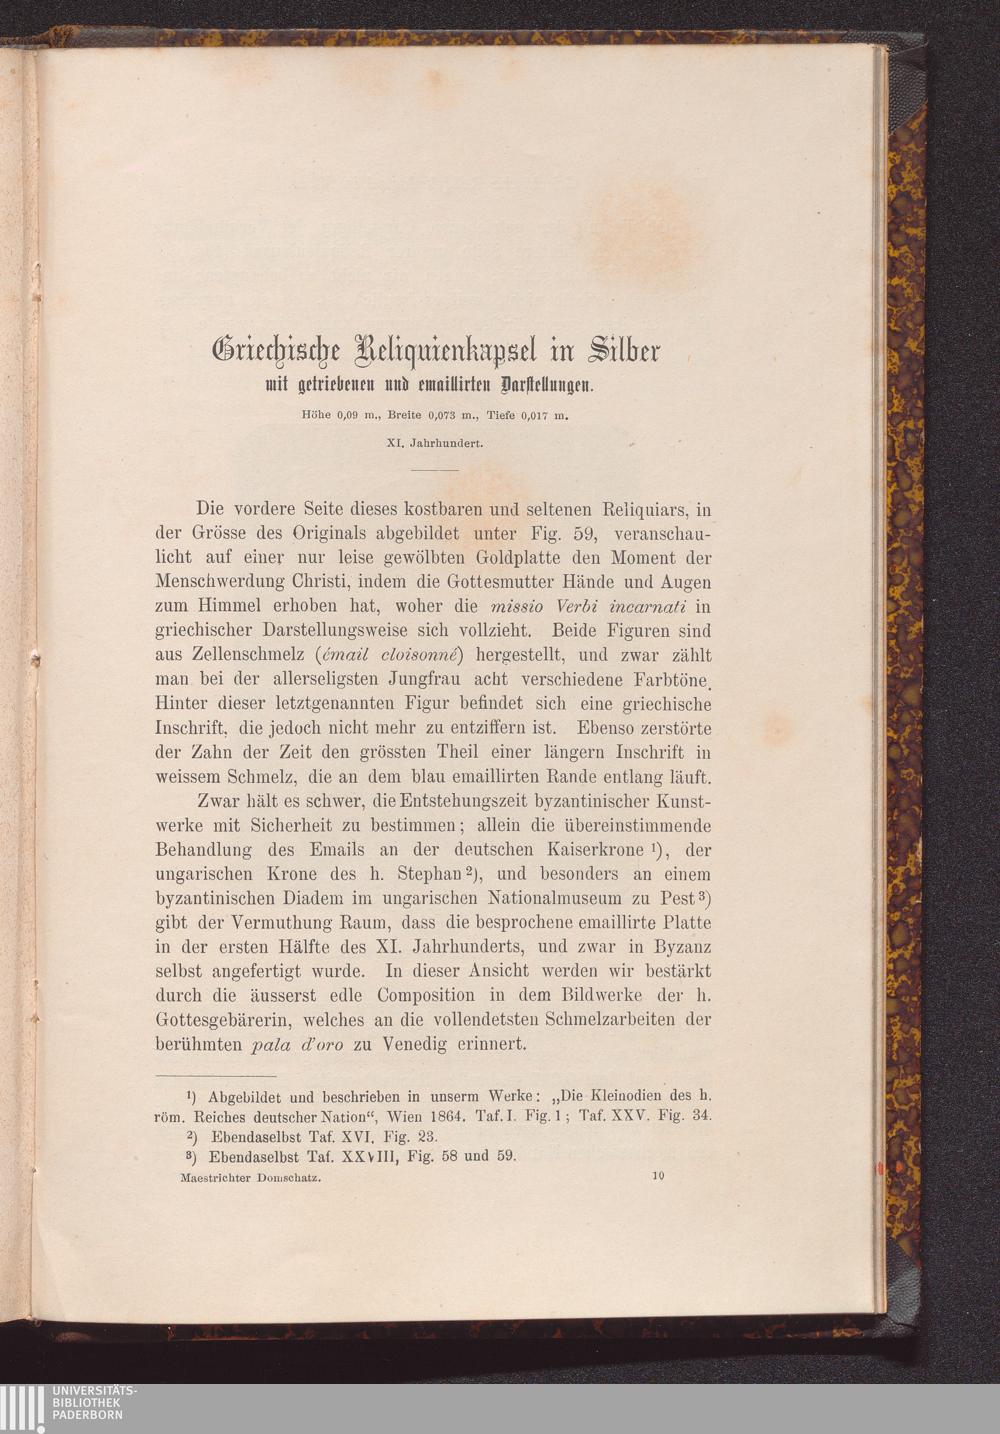 Griechische Reliquienkapsel in Silber
mit getriebenen und emaillirten Darstellungen.
Höhe 0,09 m., Breite 0,073 m., Tiefe 0,017 m.
XI. Jahrhundert.
Die vordere Seite dieses kostbaren und seltenen Reliquiars, in
der Grösse des Originals abgebildet unter Fig. 59, veranschau-
licht auf einer nur leise gewölbten Goldplatte den Moment der
Menschwerdung Christi, indem die Gottesmutter Hände und Augen
zum Himmel erhoben hat, woher die missio Verbi incarnati in
griechischer Darstellungsweise sich vollzieht. Beide Figuren sind
aus Zellenschmelz (émail cloisonné) hergestellt, und zwar zählt
man bei der allerseligsten Jungfrau acht verschiedene Farbtöne.
Hinter dieser letztgenannten Figur befindet sich eine griechische
Inschrift, die jedoch nicht mehr zu entziffern ist. Ebenso zerstörte
der Zahn der Zeit den grössten Theil einer längern Inschrift in
weissem Schmelz, die an dem blau emaillirten Rande entlang läuft.
Zwar hält es schwer, die Entstehungszeit byzantinischer Kunst-
werke mit Sicherheit zu bestimmen; allein die übereinstimmende
Behandlung des Emails an der deutschen Kaiserkrone ¹), der
ungarischen Krone des h. Stephan ²), und besonders an einem
byzantinischen Diadem im ungarischen Nationalmuseum zu Pest ³)
gibt der Vermuthung Raum, dass die besprochene emaillirte Platte
in der ersten Hälfte des XI. Jahrhunderts, und zwar in Byzanz
selbst angefertigt wurde. In dieser Ansicht werden wir bestärkt
durch die äusserst edle Composition in dem Bildwerke der h.
Gottesgebärerin, welches an die vollendetsten Schmelzarbeiten der
berühmten pala d'oro zu Venedig erinnert.
¹) Abgebildet und beschrieben in unserm Werke: „Die Kleinodien des h.
röm. Reiches deutscher Nation“, Wien 1864. Taf. I. Fig. 1; Taf. XXV. Fig. 34.
²) Ebendaselbst Taf. XVI. Fig. 23.
³) Ebendaselbst Taf. XXVIII, Fig. 58 und 59.
Maestrichter Domschatz. 10
UNIVERSITÄTS-
BIBLIOTHEK
PADERBORN